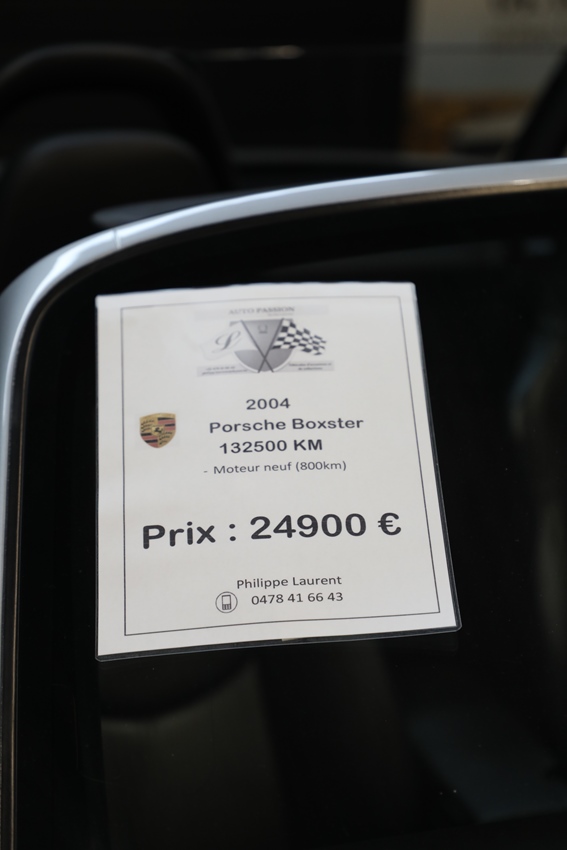 AUTO PASSION
2004
Porsche Boxster
132500 KM
- Moteur neuf (800km)
Prix : 24900 €
Philippe Laurent
0478 41 66 43